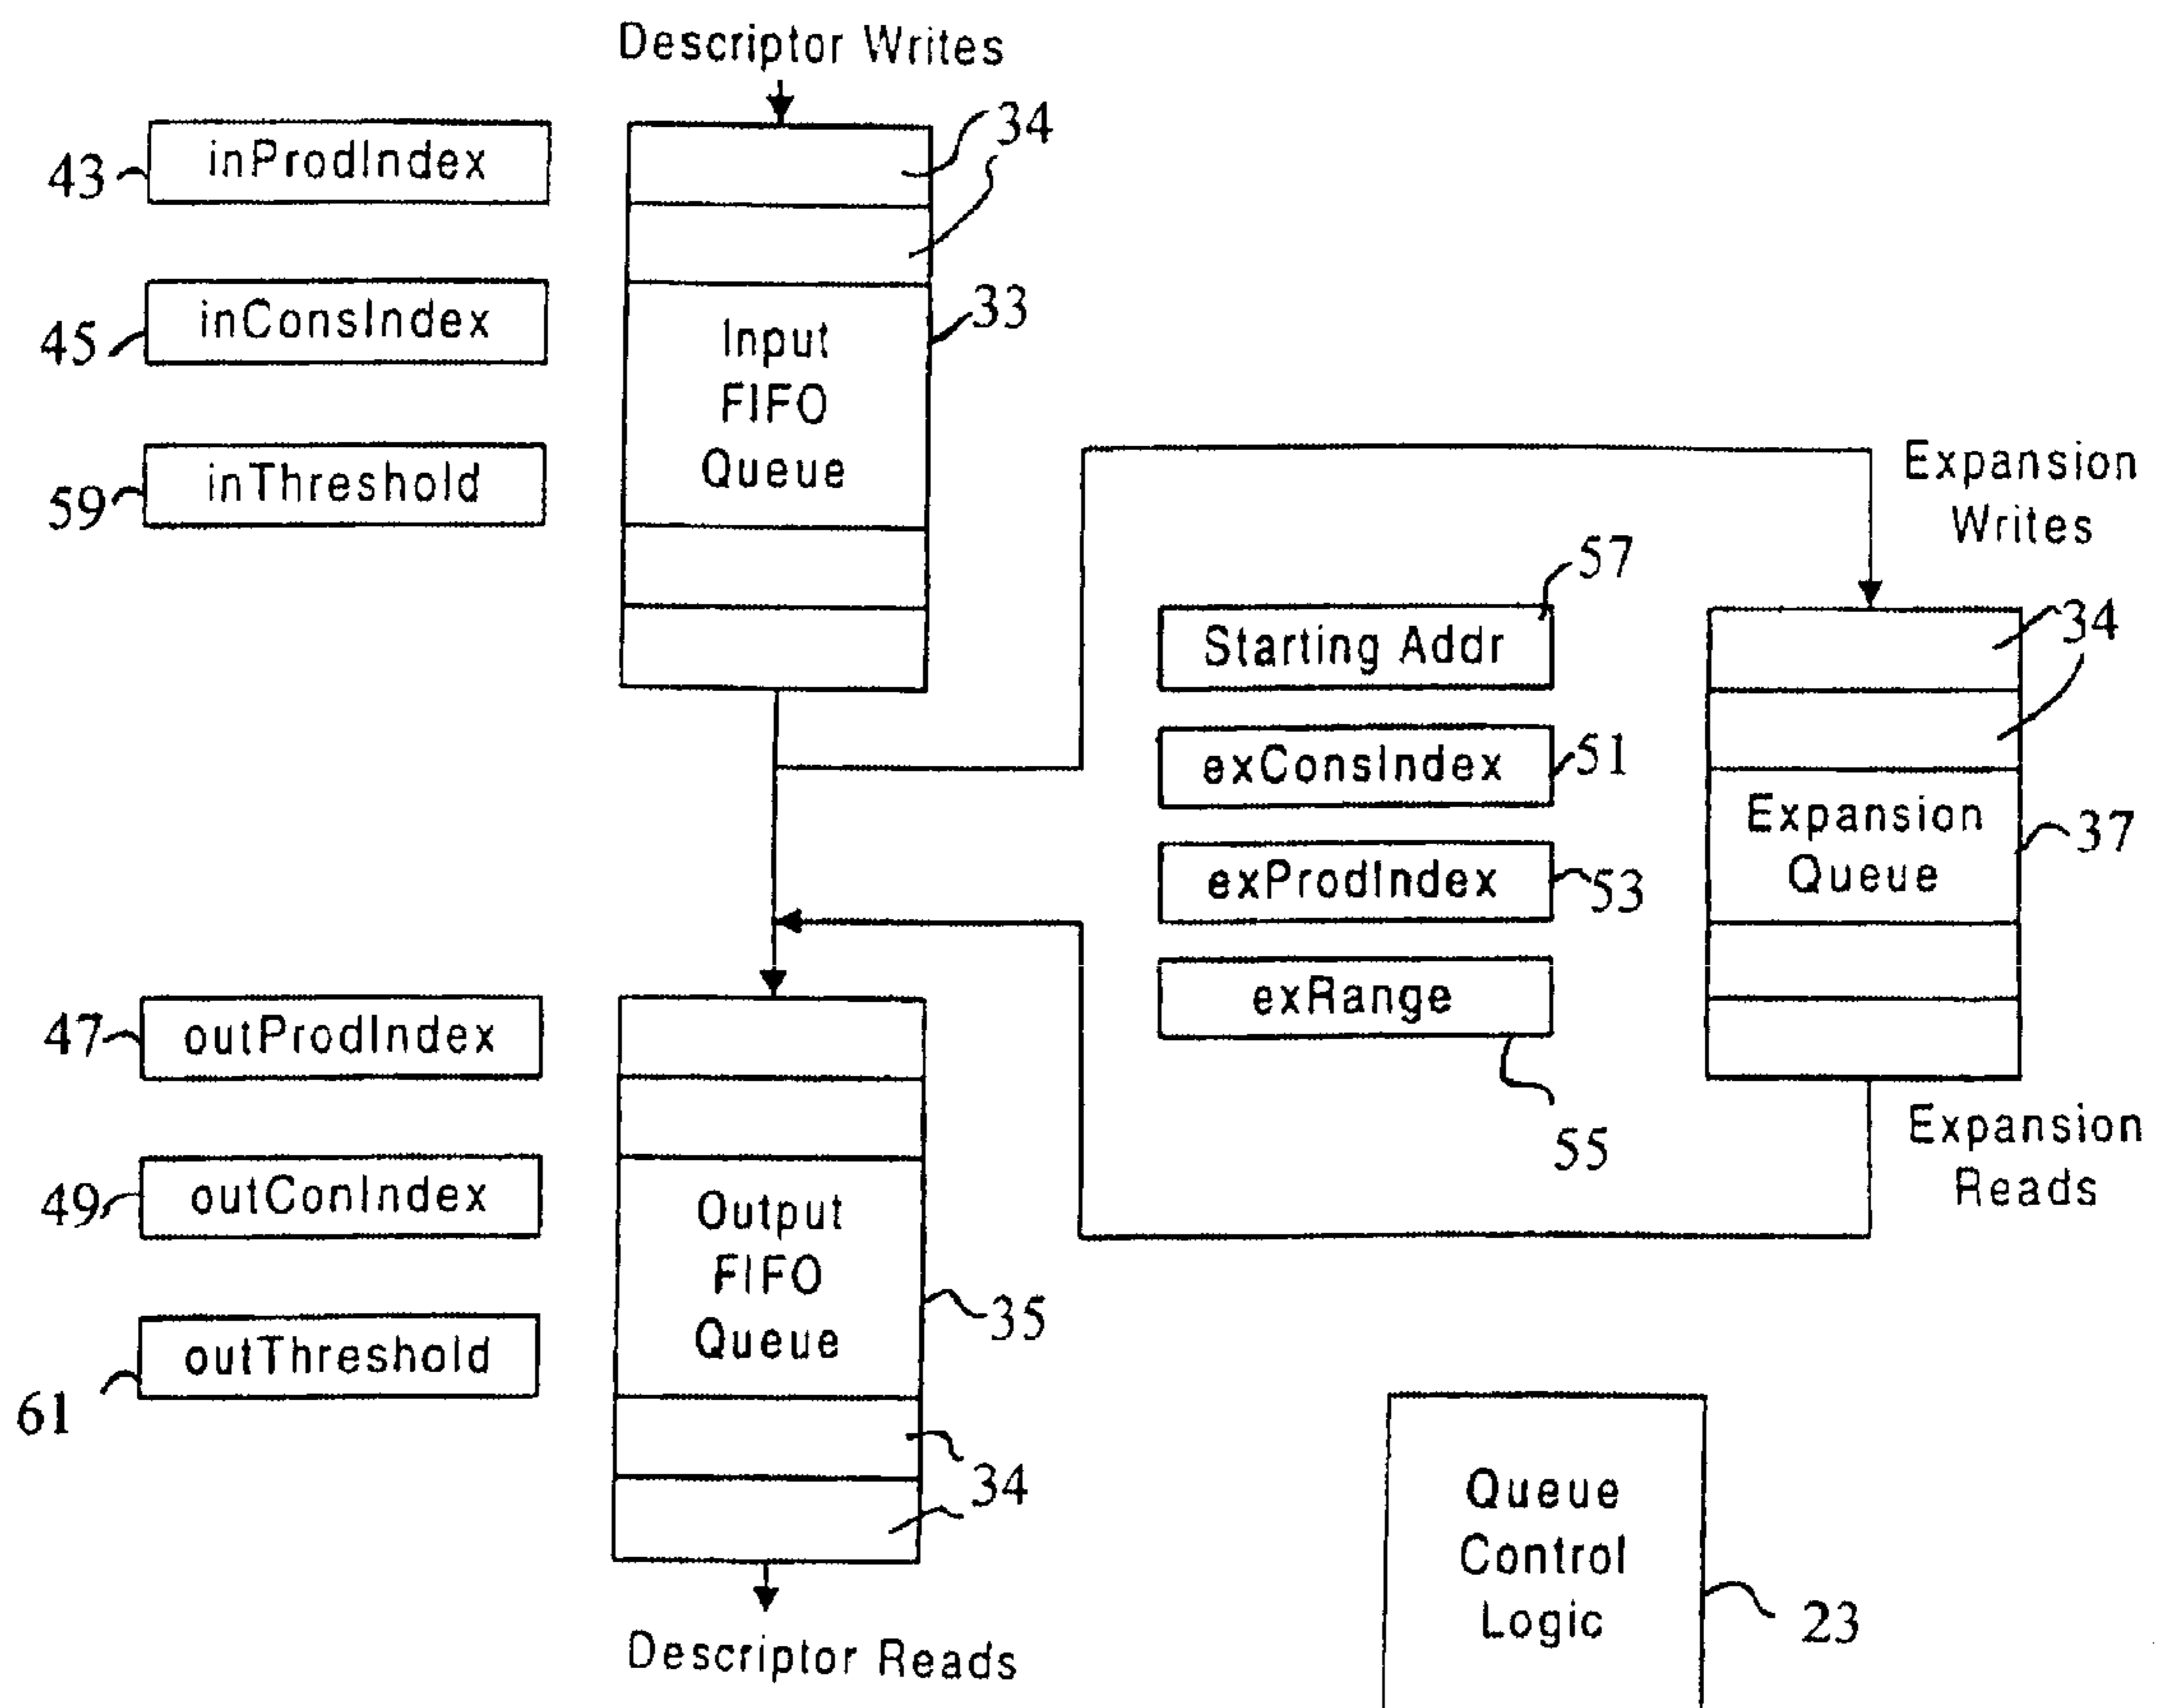 Descriptor Writes
34
43
inProdIndex
45
inConsIndex
33
Input
FIFO
Queue
59
inThreshold
Expansion
Writes
57
34
Starting Addr
exConsIndex
51
Expansion
Queue
37
exProdIndex
53
exRange
55
47
outProdIndex
Expansion
Reads
49
outConIndex
Output
FIFO
Queue
35
61
outThreshold
34
Queue
Control
Logic
23
Descriptor Reads